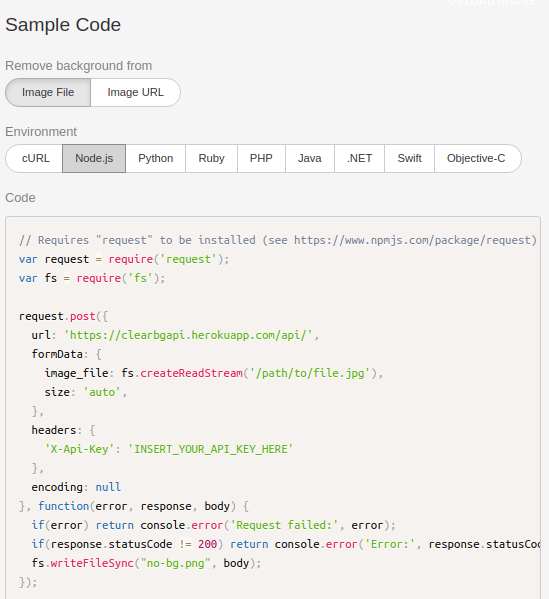 UPLOAD IMAGE
Sample Code
Remove background from
Image File Image URL
Environment
cURL Node.js Python Ruby PHP Java .NET Swift Objective-C
Code
// Requires "request" to be installed (see https://www.npmjs.com/package/request)
var request = require('request');
var fs = require('fs');
request.post({
url: 'https://clearbgapi.herokuapp.com/api/',
formData: {
image_file: fs.createReadStream('/path/to/file.jpg'),
size: 'auto',
},
headers: {
'X-Api-Key': 'INSERT_YOUR_API_KEY_HERE'
},
encoding: null
}, function(error, response, body) {
if(error) return console.error('Request failed:', error);
if(response.statusCode != 200) return console.error('Error:', response.statusCo
fs.writeFileSync("no-bg.png", body);
});